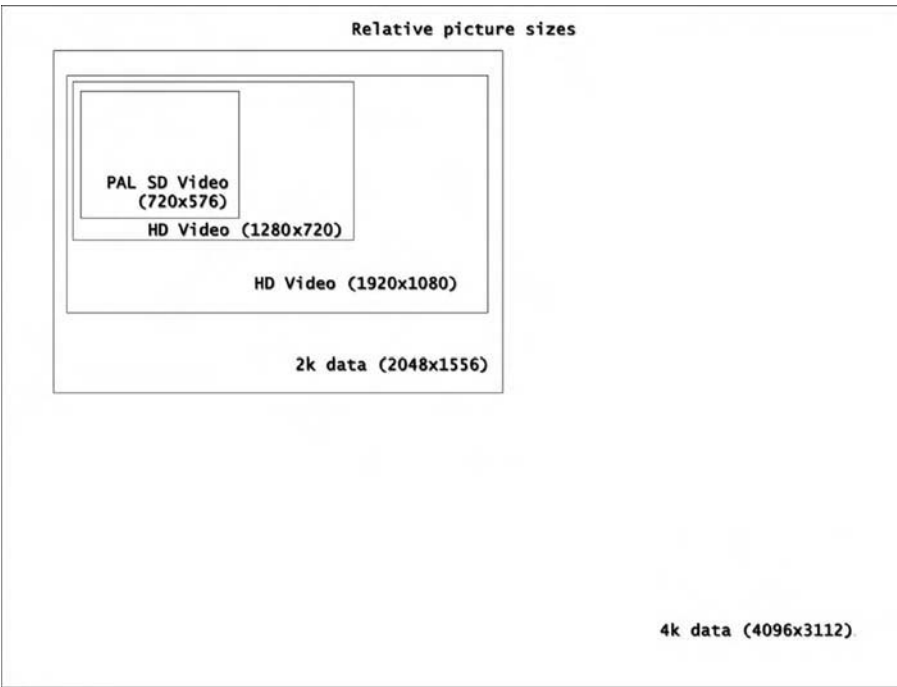 Relative picture sizes
PAL SD Video
(720x576)
HD Video (1280x720)
HD Video (1920x1080)
2k data (2048x1556)
4k data (4096x3112)